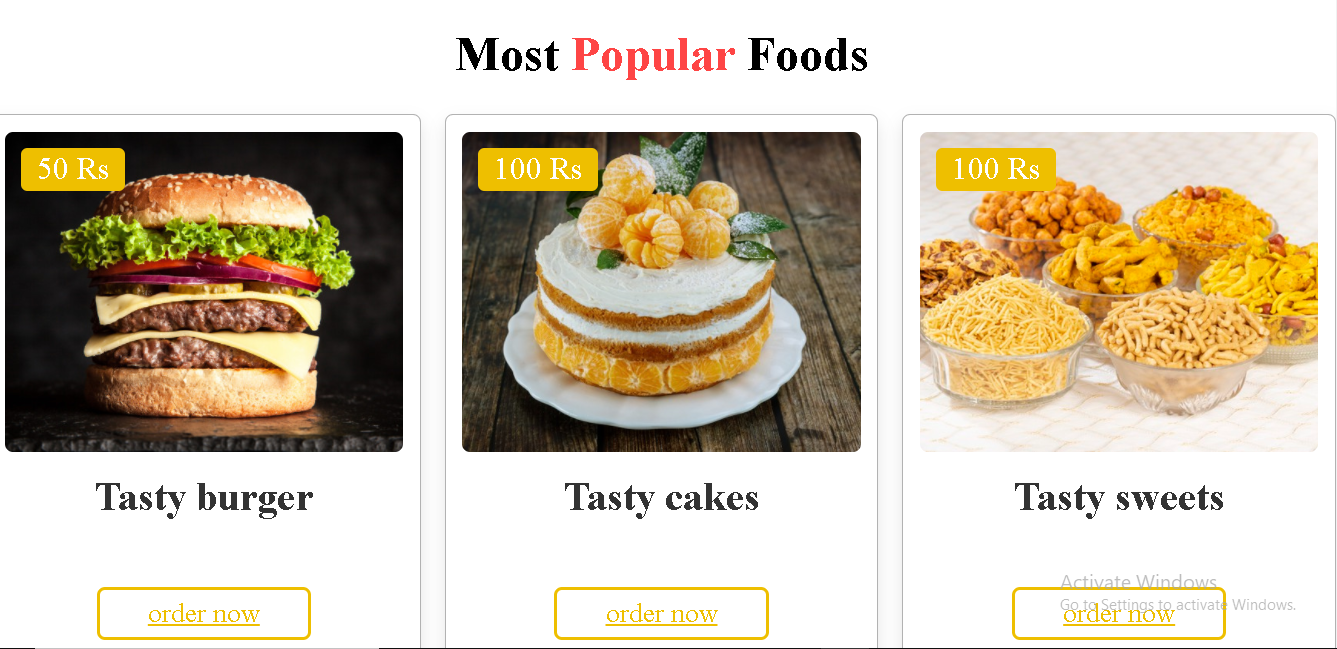 Most Popular Foods
50 Rs
100 Rs
100 Rs
Tasty burger
Tasty cakes
Tasty sweets
order now
order now
order now
Activate Windows
Go to Settings to activate Windows.